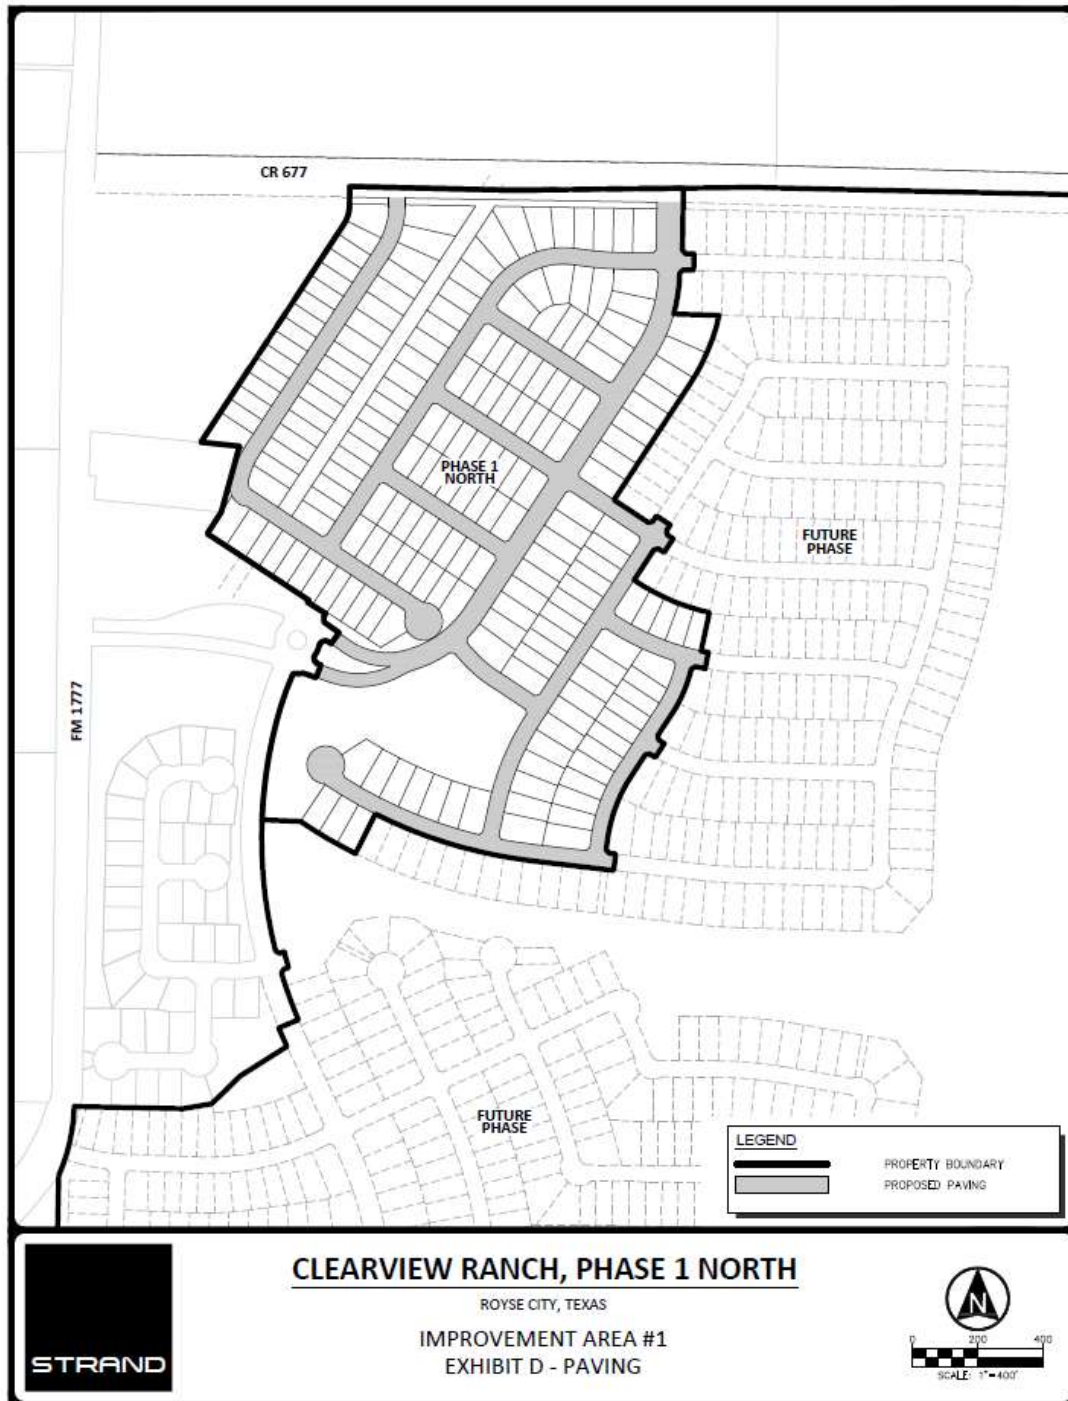 CR 677
PHASE 1
NORTH
FUTURE
PHASE
FM 1777
FUTURE
PHASE
LEGEND
PROPERTY BOUNDARY
PROPOSED PAVING
STRAND
CLEARVIEW RANCH, PHASE 1 NORTH
ROYSE CITY, TEXAS
IMPROVEMENT AREA #1
EXHIBIT D - PAVING
N
0 200 400
SCALE: 1"=400'